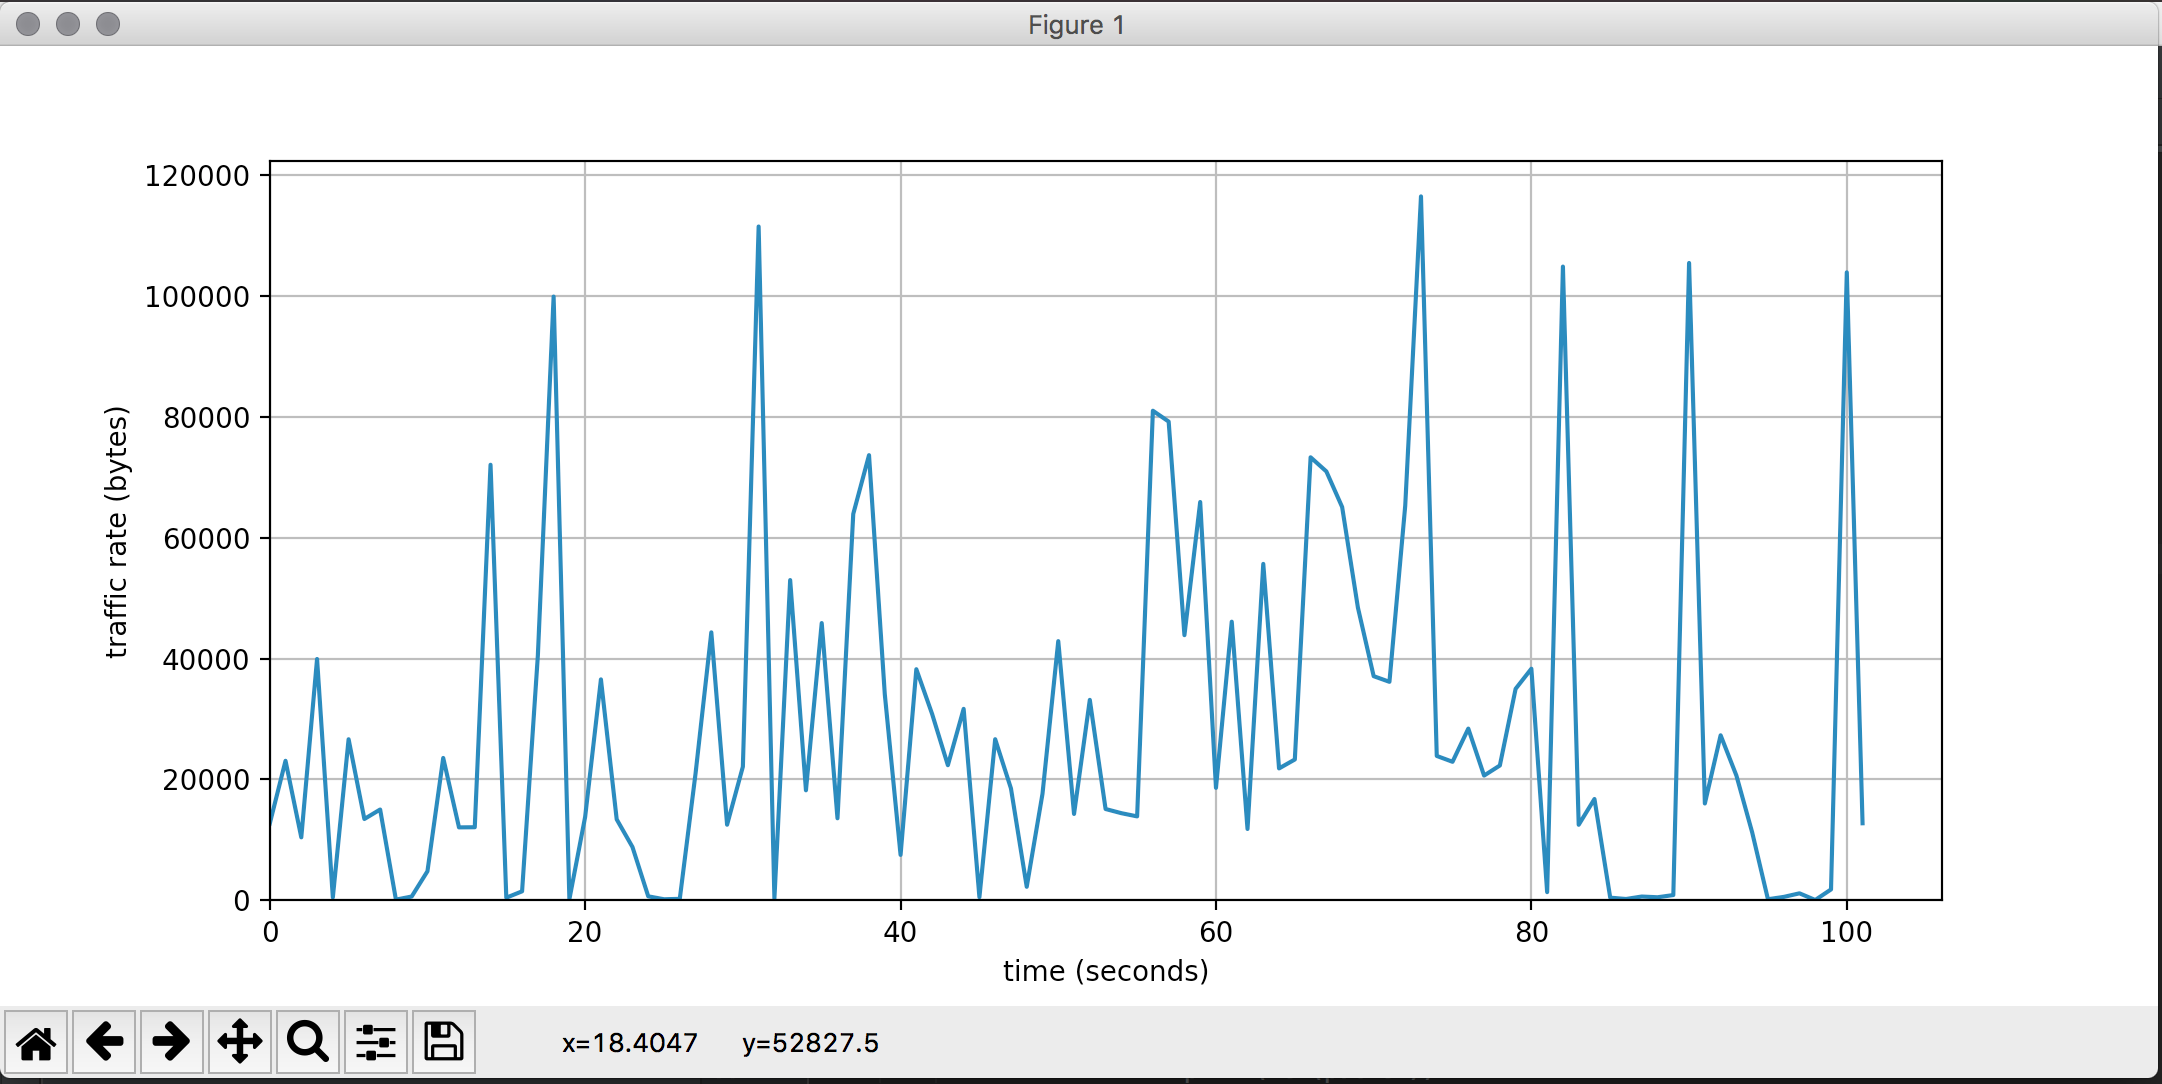 Figure 1
120000
100000
80000
60000
40000
20000
0
traffic rate (bytes)
0 20 40 60 80 100
time (seconds)
x=18.4047 y=52827.5